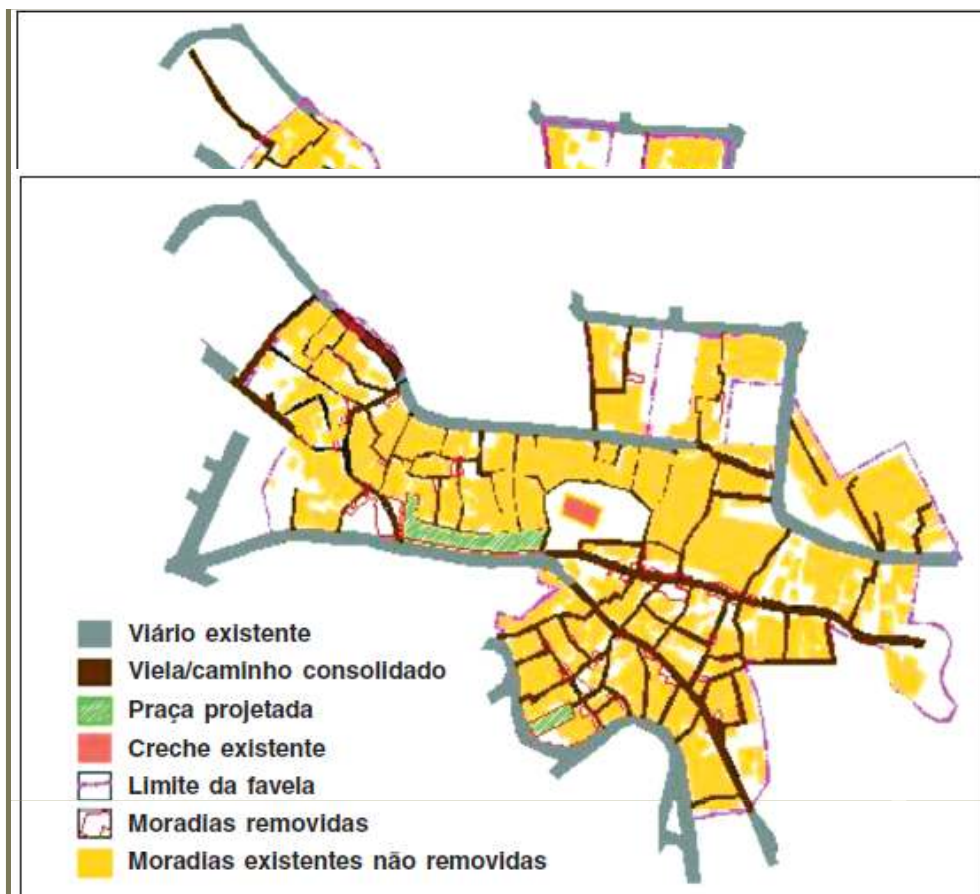 Viário existente
Viela/caminho consolidado
Praça projetada
Creche existente
Limite da favela
Moradias removidas
Moradias existentes não removidas